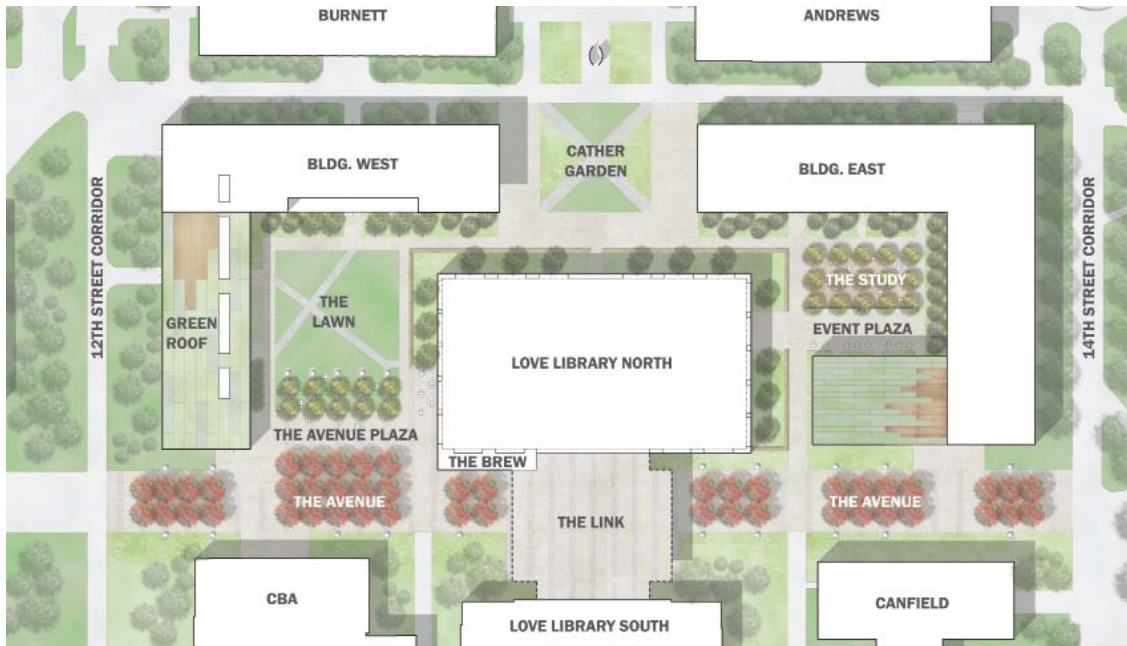 BURNETT
ANDREWS
BLDG. WEST
CATHER
GARDEN
BLDG. EAST
12TH STREET CORRIDOR
14TH STREET CORRIDOR
GREEN
ROOF
THE
LAWN
THE STUDY
EVENT PLAZA
LOVE LIBRARY NORTH
THE AVENUE PLAZA
THE BREW
THE AVENUE
THE LINK
THE AVENUE
CBA
LOVE LIBRARY SOUTH
CANFIELD